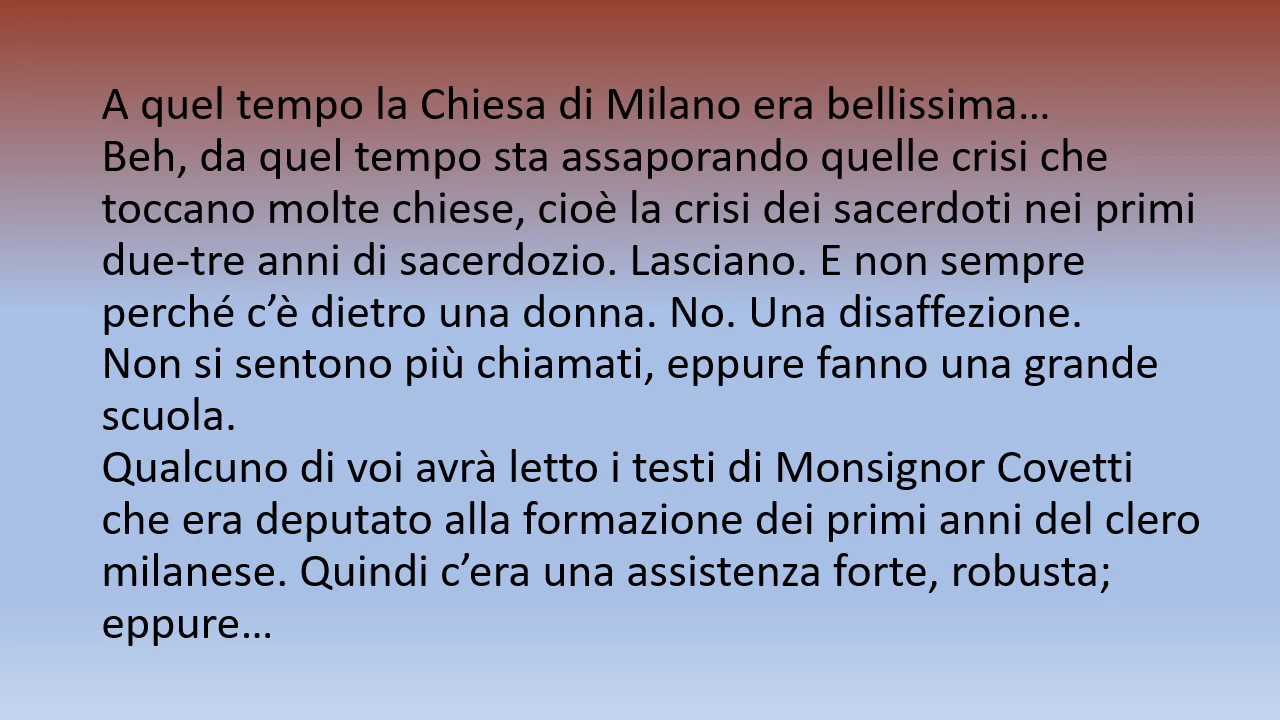 A quel tempo la Chiesa di Milano era bellissima…
Beh, da quel tempo sta assaporando quelle crisi che
toccano molte chiese, cioè la crisi dei sacerdoti nei primi
due-tre anni di sacerdozio. Lasciano. E non sempre
perché c’è dietro una donna. No. Una disaffezione.
Non si sentono più chiamati, eppure fanno una grande
scuola.
Qualcuno di voi avrà letto i testi di Monsignor Covetti
che era deputato alla formazione dei primi anni del clero
milanese. Quindi c’era una assistenza forte, robusta;
eppure…